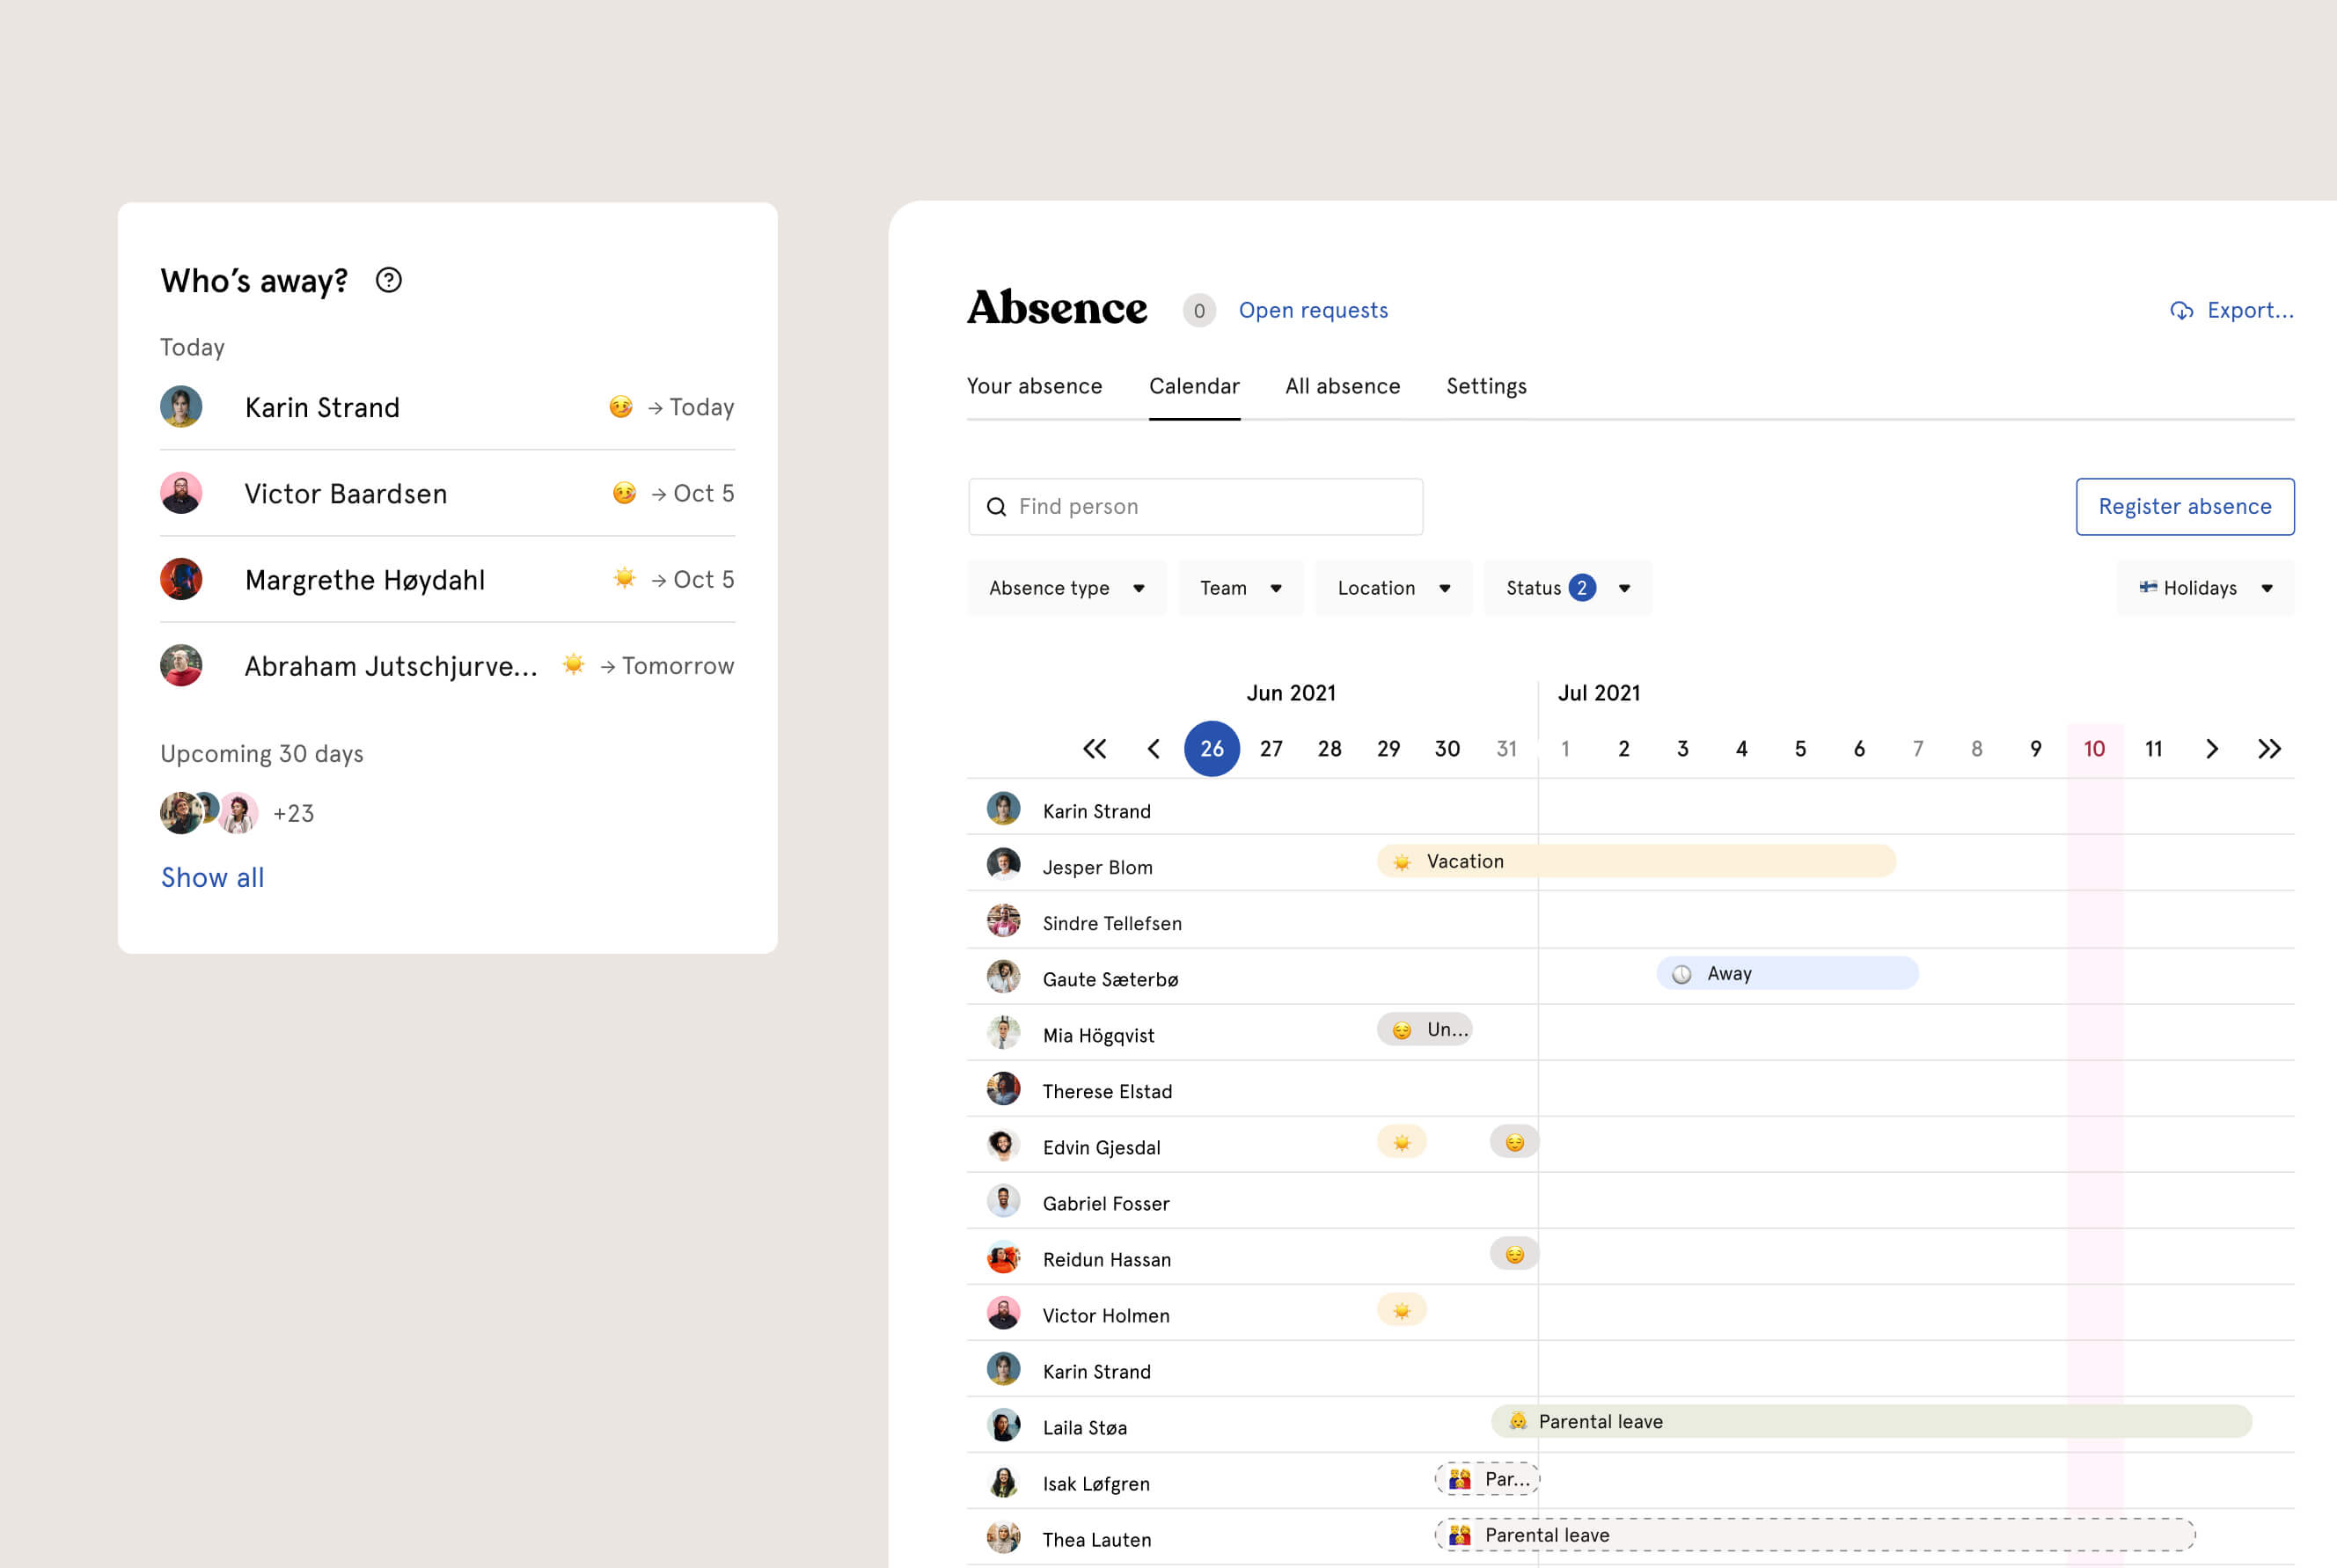 Who’s away?
Today
Karin Strand → Today
Victor Baardsen → Oct 5
Margrethe Høydahl → Oct 5
Abraham Jutschjurve... → Tomorrow
Upcoming 30 days
+23
Show all
Absence 0 Open requests Export...
Your absence Calendar All absence Settings
Find person Register absence
Absence type Team Location Status 2 Holidays
Jun 2021 Jul 2021
26 27 28 29 30 31 1 2 3 4 5 6 7 8 9 10 11
Karin Strand
Jesper Blom Vacation
Sindre Tellefsen
Gaute Sæterbø Away
Mia Högqvist Un...
Therese Elstad
Edvin Gjesdal
Gabriel Fosser
Reidun Hassan
Victor Holmen
Karin Strand
Laila Støa Parental leave
Isak Løfgren Par...
Thea Lauten Parental leave